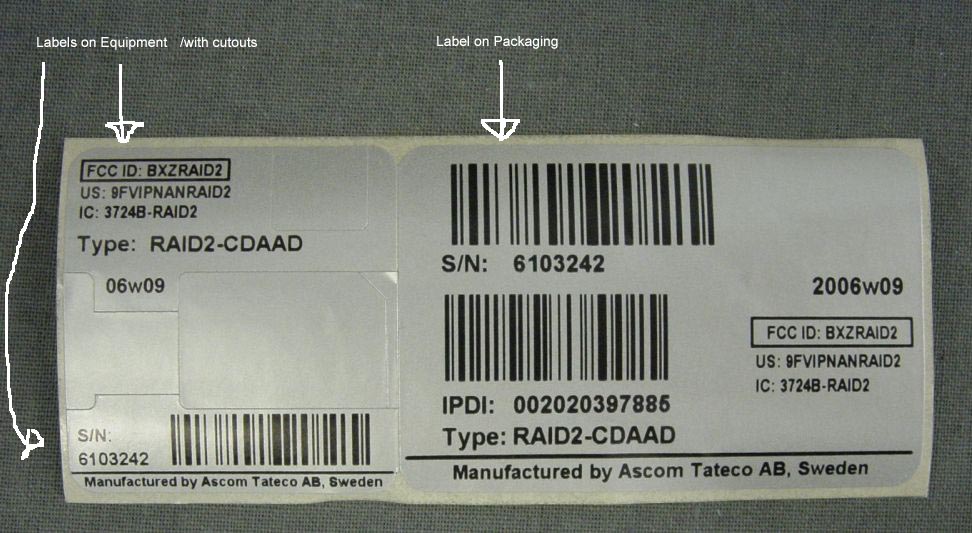 Labels on Equipment /with cutouts
Label on Packaging
FCC ID: BXZRAID2
US: 9FVIPNANRAID2
IC: 3724B-RAID2
Type: RAID2-CDAAD
06w09
S/N:
6103242
Manufactured by Ascom Tateco AB, Sweden
S/N: 6103242
2006w09
IPDI: 002020397885
FCC ID: BXZRAID2
US: 9FVIPNANRAID2
IC: 3724B-RAID2
Type: RAID2-CDAAD
Manufactured by Ascom Tateco AB, Sweden